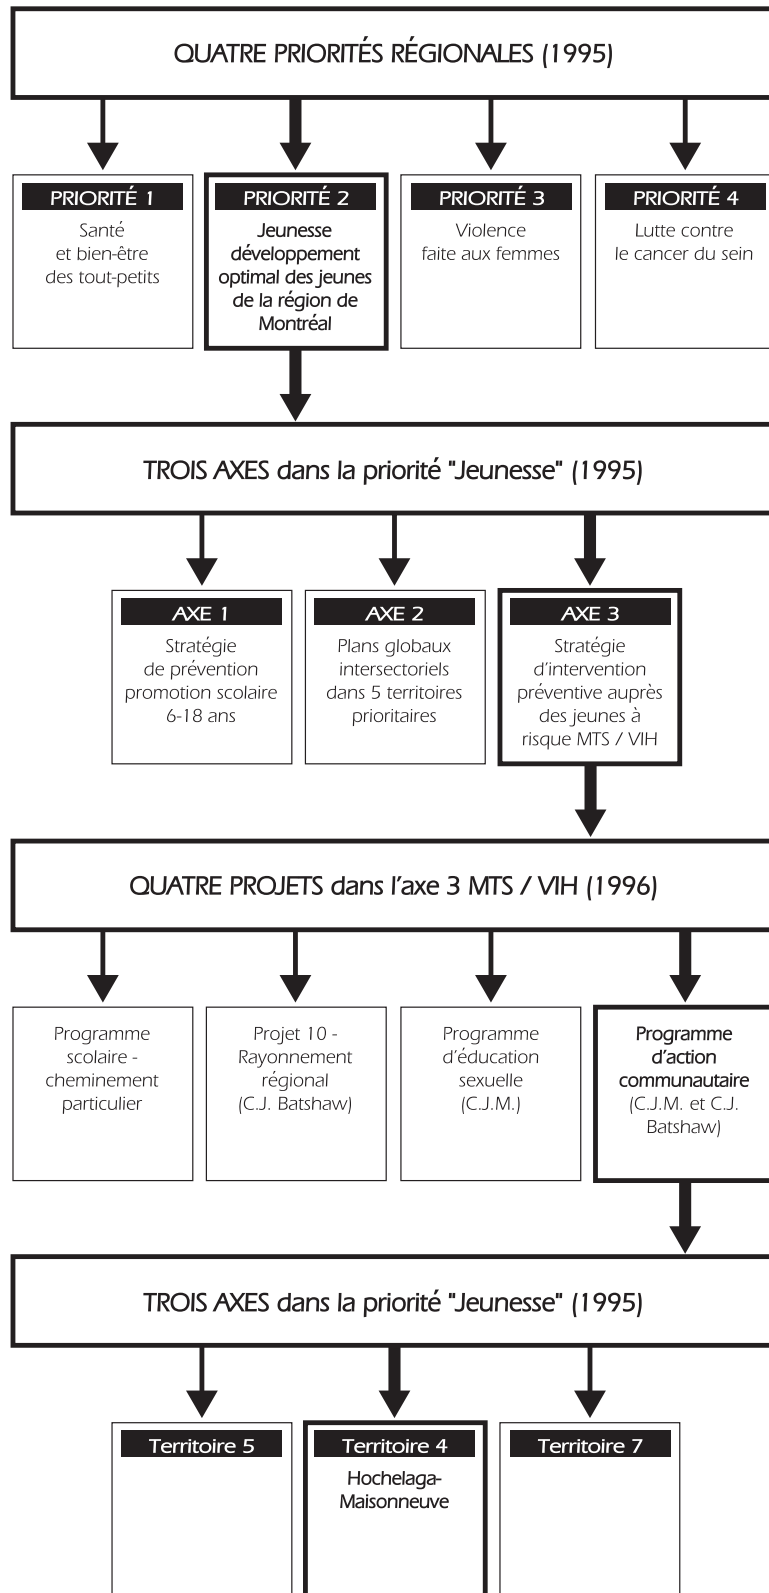 QUATRE PRIORITÉS RÉGIONALES (1995)
PRIORITÉ 1
Santé
et bien-être
des tout-petits
PRIORITÉ 2
Jeunesse
développement
optimal des jeunes
de la région de
Montréal
PRIORITÉ 3
Violence
faite aux femmes
PRIORITÉ 4
Lutte contre
le cancer du sein
TROIS AXES dans la priorité "Jeunesse" (1995)
AXE 1
Stratégie
de prévention
promotion scolaire
6-18 ans
AXE 2
Plans globaux
intersectoriels
dans 5 territoires
prioritaires
AXE 3
Stratégie
d'intervention
préventive auprès
des jeunes à
risque MTS / VIH
QUATRE PROJETS dans l'axe 3 MTS / VIH (1996)
Programme
scolaire -
cheminement
particulier
Projet 10 -
Rayonnement
régional
(C.J. Batshaw)
Programme
d'éducation
sexuelle
(C.J.M.)
Programme
d'action
communautaire
(C.J.M. et C.J.
Batshaw)
TROIS AXES dans la priorité "Jeunesse" (1995)
Territoire 5
Territoire 4
Hochelaga-
Maisonneuve
Territoire 7